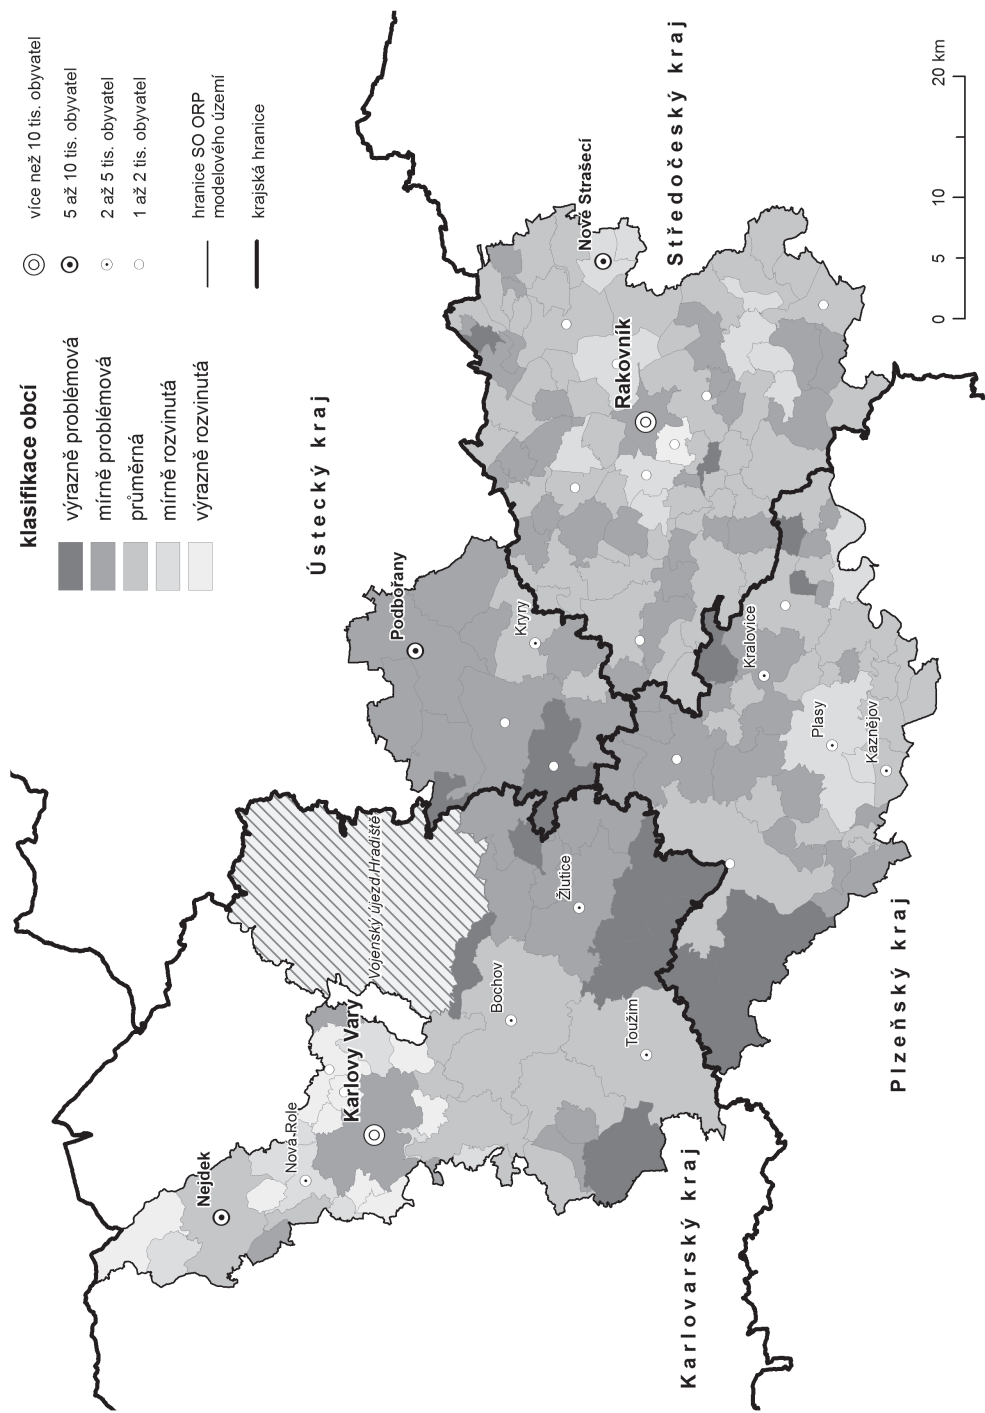 klasifikace obcí
výrazně problémová
mírně problémová
průměrná
mírně rozvinutá
výrazně rozvinutá
více než 10 tis. obyvatel
5 až 10 tis. obyvatel
2 až 5 tis. obyvatel
1 až 2 tis. obyvatel
hranice SO ORP
modelového území
krajská hranice
Ústecký kraj
Středočeský kraj
Karlovarský kraj
Plzeňský kraj
Nejdek
Nová Role
Karlovy Vary
Vojenský újezd Hradiště
Bochov
Toužim
Žlutice
Podbořany
Kryry
Kralovice
Plasy
Kaznějov
Rakovník
Nové Strašecí
0
5
10
20 km